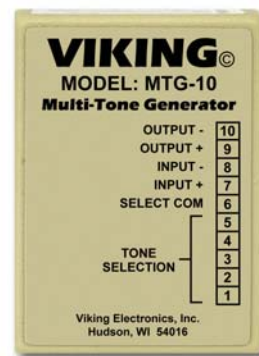 VIKING©
MODEL: MTG-10
Multi-Tone Generator
OUTPUT - 10
OUTPUT + 9
INPUT - 8
INPUT + 7
SELECT COM 6
5
4
TONE SELECTION 3
2
1
Viking Electronics, Inc.
Hudson, WI 54016